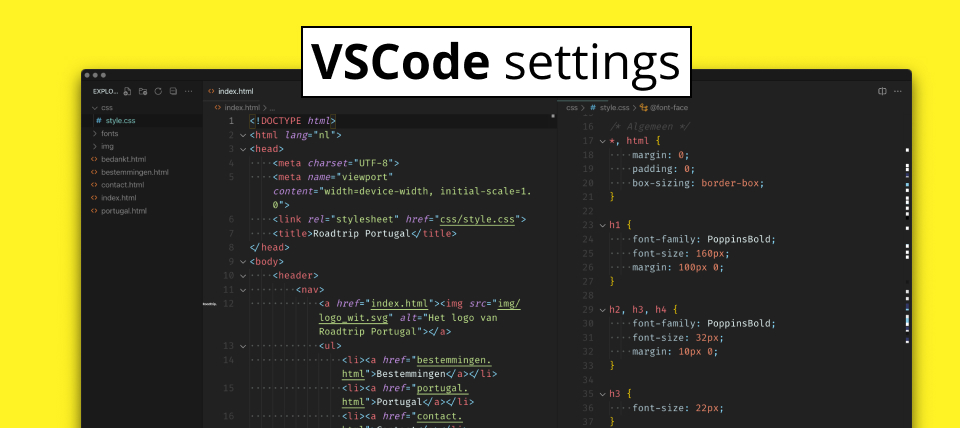 VSCode settings
EXPLO...
css
style.css
fonts
img
bedankt.html
bestemmingen.html
contact.html
index.html
portugal.html
index.html
index.html > ...
1 <!DOCTYPE html>
2 <html lang="nl">
3 <head>
4 ····<meta charset="UTF-8">
5 ····<meta name="viewport"
content="width=device-width, initial-scale=1.
0">
6 ····<link rel="stylesheet" href="css/style.css">
7 ····<title>Roadtrip Portugal</title>
8 </head>
9 <body>
10 ····<header>
11 ········<nav>
12 ············<a href="index.html"><img src="img/
logo_wit.svg" alt="Het logo van
Roadtrip Portugal"></a>
13 ············<ul>
14 ················<li><a href="bestemmingen.
html">Bestemmingen</a></li>
15 ················<li><a href="portugal.
html">Portugal</a></li>
16 ················<li><a href="contact.
css > # style.css > @font-face
16 /* Algemeen */
17 *, html {
18 ····margin: 0;
19 ····padding: 0;
20 ····box-sizing: border-box;
21 }
22
23 h1 {
24 ····font-family: PoppinsBold;
25 ····font-size: 160px;
26 ····margin: 100px 0;
27 }
28
29 h2, h3, h4 {
30 ····font-family: PoppinsBold;
31 ····font-size: 32px;
32 ····margin: 10px 0;
33 }
34
35 h3 {
36 ····font-size: 22px;
37 }